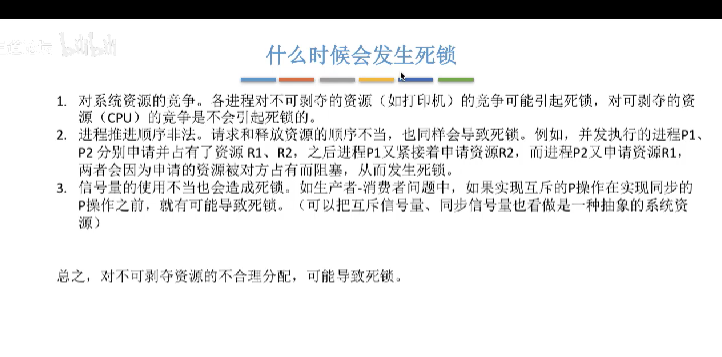 什么时候会发生死锁
1. 对系统资源的竞争。各进程对不可剥夺的资源（如打印机）的竞争可能引起死锁，对可剥夺的资
源（CPU）的竞争是不会引起死锁的。
2. 进程推进顺序非法。请求和释放资源的顺序不当，也同样会导致死锁。例如，并发执行的进程P1、
P2 分别申请并占有了资源 R1、R2，之后进程P1又紧接着申请资源R2，而进程P2又申请资源R1，
两者会因为申请的资源被对方占有而阻塞，从而发生死锁。
3. 信号量的使用不当也会造成死锁。如生产者-消费者问题中，如果实现互斥的P操作在实现同步的
P操作之前，就有可能导致死锁。（可以把互斥信号量、同步信号量也看做是一种抽象的系统资
源）
总之，对不可剥夺资源的不合理分配，可能导致死锁。